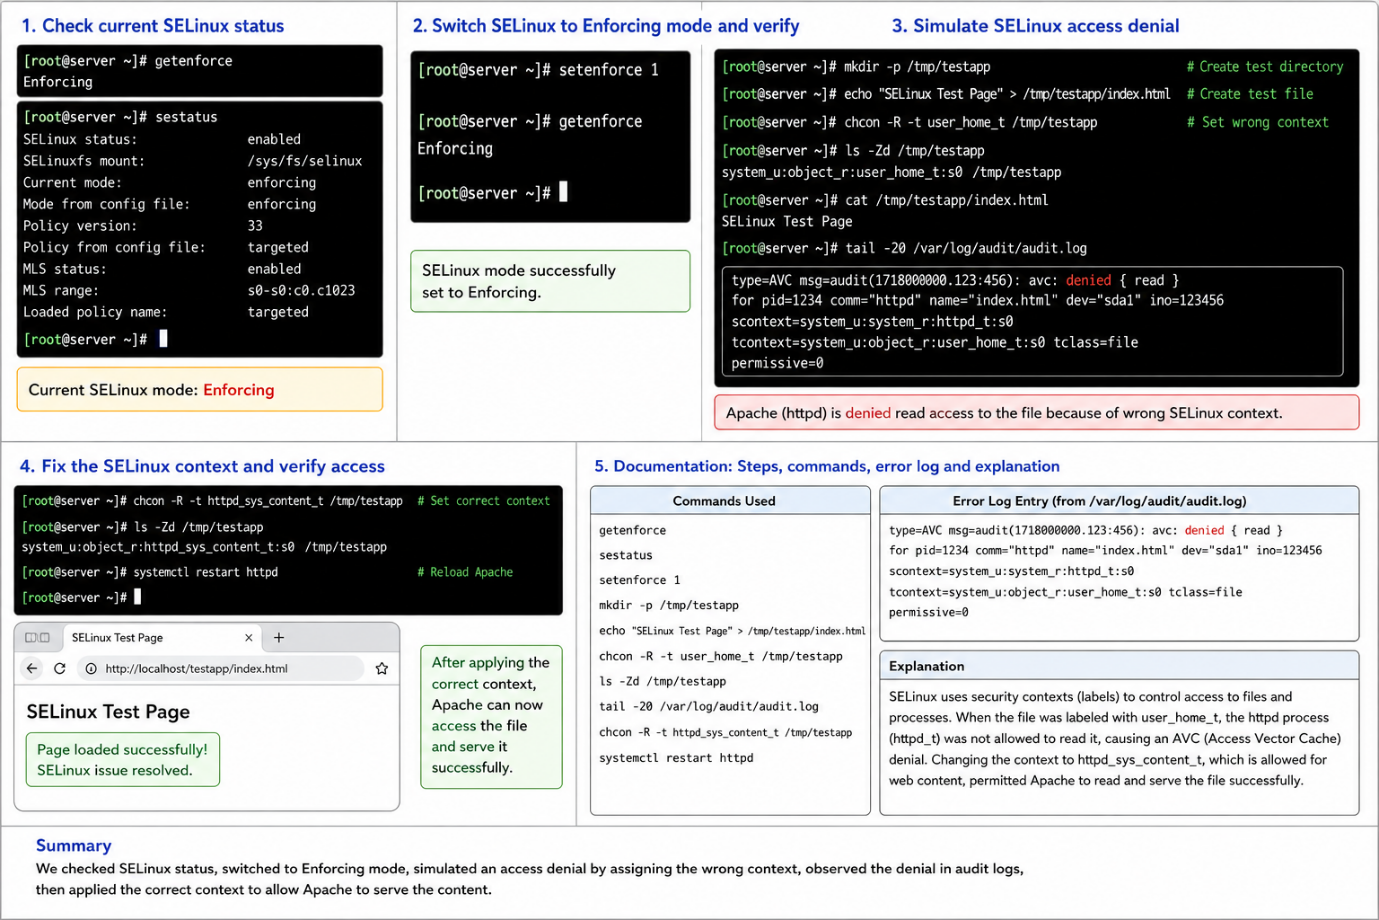 1. Check current SELinux status
[root@server ~]# getenforce
Enforcing
[root@server ~]# sestatus
SELinux status: enabled
SELinuxfs mount: /sys/fs/selinux
Current mode: enforcing
Mode from config file: enforcing
Policy version: 33
Policy from config file: targeted
MLS status: enabled
MLS range: s0-s0:c0.c1023
Loaded policy name: targeted
[root@server ~]#
Current SELinux mode: Enforcing
2. Switch SELinux to Enforcing mode and verify
[root@server ~]# setenforce 1
[root@server ~]# getenforce
Enforcing
[root@server ~]#
SELinux mode successfully
set to Enforcing.
3. Simulate SELinux access denial
[root@server ~]# mkdir -p /tmp/testapp # Create test directory
[root@server ~]# echo "SELinux Test Page" > /tmp/testapp/index.html # Create test file
[root@server ~]# chcon -R -t user_home_t /tmp/testapp # Set wrong context
[root@server ~]# ls -Zd /tmp/testapp
system_u:object_r:user_home_t:s0 /tmp/testapp
[root@server ~]# cat /tmp/testapp/index.html
SELinux Test Page
[root@server ~]# tail -20 /var/log/audit/audit.log
type=AVC msg=audit(1718000000.123:456): avc: denied { read }
for pid=1234 comm="httpd" name="index.html" dev="sda1" ino=123456
scontext=system_u:system_r:httpd_t:s0
tcontext=system_u:object_r:user_home_t:s0 tclass=file
permissive=0
Apache (httpd) is denied read access to the file because of wrong SELinux context.
4. Fix the SELinux context and verify access
[root@server ~]# chcon -R -t httpd_sys_content_t /tmp/testapp # Set correct context
[root@server ~]# ls -Zd /tmp/testapp
system_u:object_r:httpd_sys_content_t:s0 /tmp/testapp
[root@server ~]# systemctl restart httpd # Reload Apache
[root@server ~]#
SELinux Test Page
http://localhost/testapp/index.html
SELinux Test Page
Page loaded successfully!
SELinux issue resolved.
After applying the
correct context,
Apache can now
access the file
and serve it
successfully.
5. Documentation: Steps, commands, error log and explanation
Commands Used
getenforce
sestatus
setenforce 1
mkdir -p /tmp/testapp
echo "SELinux Test Page" > /tmp/testapp/index.html
chcon -R -t user_home_t /tmp/testapp
ls -Zd /tmp/testapp
tail -20 /var/log/audit/audit.log
chcon -R -t httpd_sys_content_t /tmp/testapp
systemctl restart httpd
Error Log Entry (from /var/log/audit/audit.log)
type=AVC msg=audit(1718000000.123:456): avc: denied { read }
for pid=1234 comm="httpd" name="index.html" dev="sda1" ino=123456
scontext=system_u:system_r:httpd_t:s0
tcontext=system_u:object_r:user_home_t:s0 tclass=file
permissive=0
Explanation
SELinux uses security contexts (labels) to control access to files and
processes. When the file was labeled with user_home_t, the httpd process
(httpd_t) was not allowed to read it, causing an AVC (Access Vector Cache)
denial. Changing the context to httpd_sys_content_t, which is allowed for
web content, permitted Apache to read and serve the file successfully.
Summary
We checked SELinux status, switched to Enforcing mode, simulated an access denial by assigning the wrong context, observed the denial in audit logs,
then applied the correct context to allow Apache to serve the content.